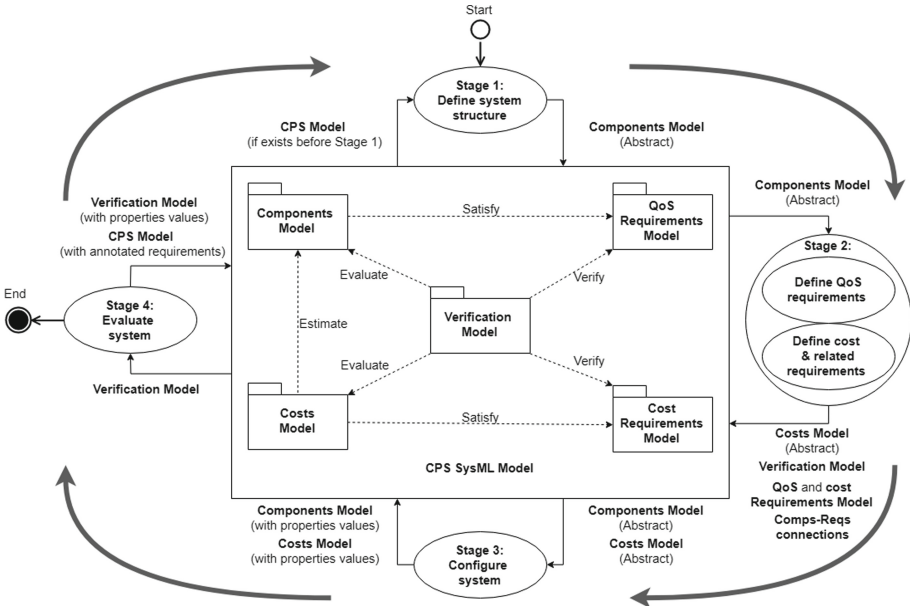 Start
Stage 1:
Define system
structure
CPS Model
(if exists before Stage 1)
Components Model
(Abstract)
Verification Model
(with properties values)
CPS Model
(with annotated requirements)
Components
Model
Satisfy
QoS
Requirements
Model
Components Model
(Abstract)
Stage 2:
Define QoS
requirements
Define cost
& related
requirements
Evaluate
Verify
End
Stage 4:
Evaluate
system
Estimate
Verification
Model
Evaluate
Verify
Verification Model
Costs
Model
Satisfy
Cost
Requirements
Model
CPS SysML Model
Costs Model
(Abstract)
Verification Model
QoS and cost
Requirements Model
Comps-Reqs
connections
Components Model
(with properties values)
Costs Model
(with properties values)
Stage 3:
Configure
system
Components Model
(Abstract)
Costs Model
(Abstract)